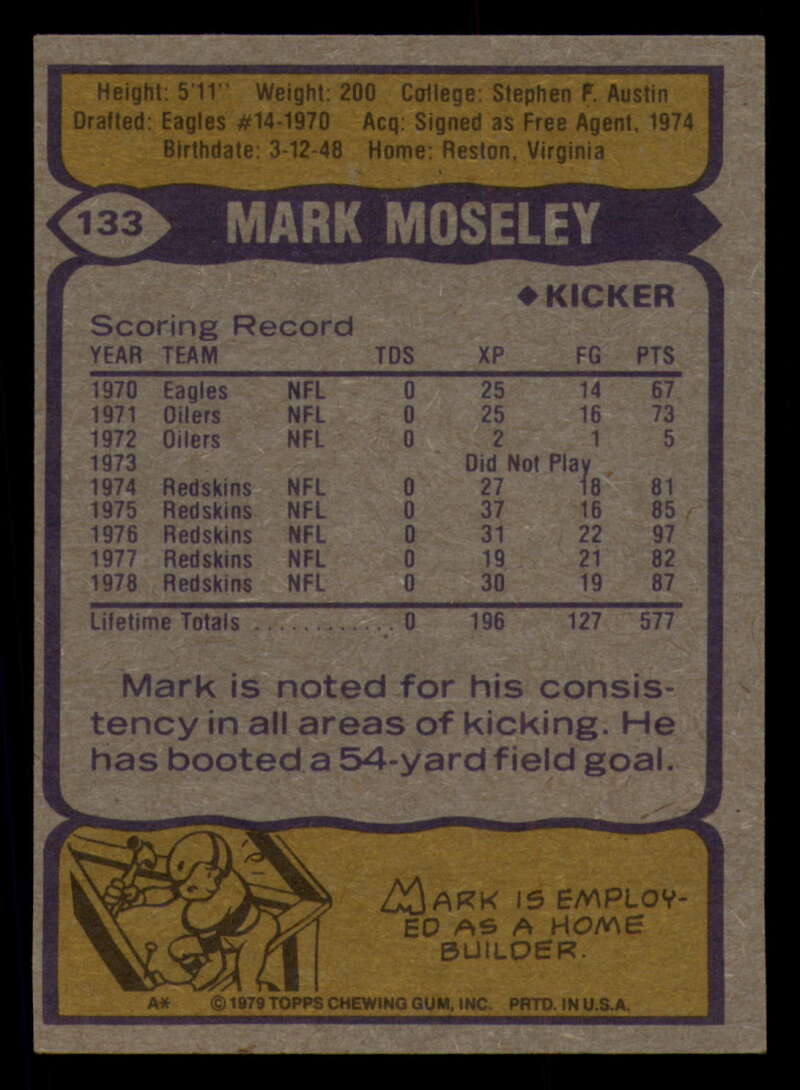 Height: 5'11" Weight: 200 College: Stephen F. Austin
Drafted: Eagles #14-1970 Acq: Signed as Free Agent, 1974
Birthdate: 3-12-48 Home: Reston, Virginia
133 MARK MOSELEY
♦KICKER
Scoring Record
YEAR TEAM TDS XP FG PTS
1970 Eagles NFL 0 25 14 67
1971 Oilers NFL 0 25 16 73
1972 Oilers NFL 0 2 1 5
1973 Did Not Play
1974 Redskins NFL 0 27 18 81
1975 Redskins NFL 0 37 16 85
1976 Redskins NFL 0 31 22 97
1977 Redskins NFL 0 19 21 82
1978 Redskins NFL 0 30 19 87
Lifetime Totals ............ 0 196 127 577
Mark is noted for his consis-
tency in all areas of kicking. He
has booted a 54-yard field goal.
MARK IS EMPLOY-
ED AS A HOME
BUILDER.
A* © 1979 TOPPS CHEWING GUM, INC. PRTD. IN U.S.A.